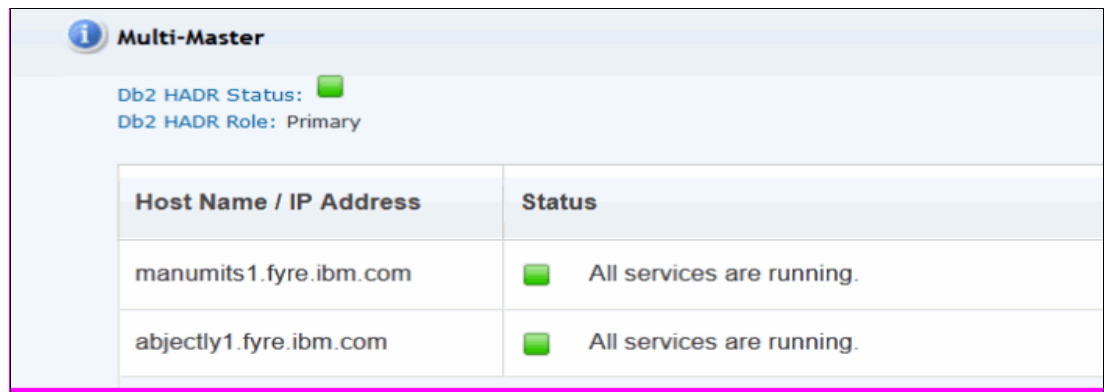 Multi-Master
Db2 HADR Status:
Db2 HADR Role: Primary
Host Name / IP Address Status
manumits1.fyre.ibm.com All services are running.
abjectly1.fyre.ibm.com All services are running.